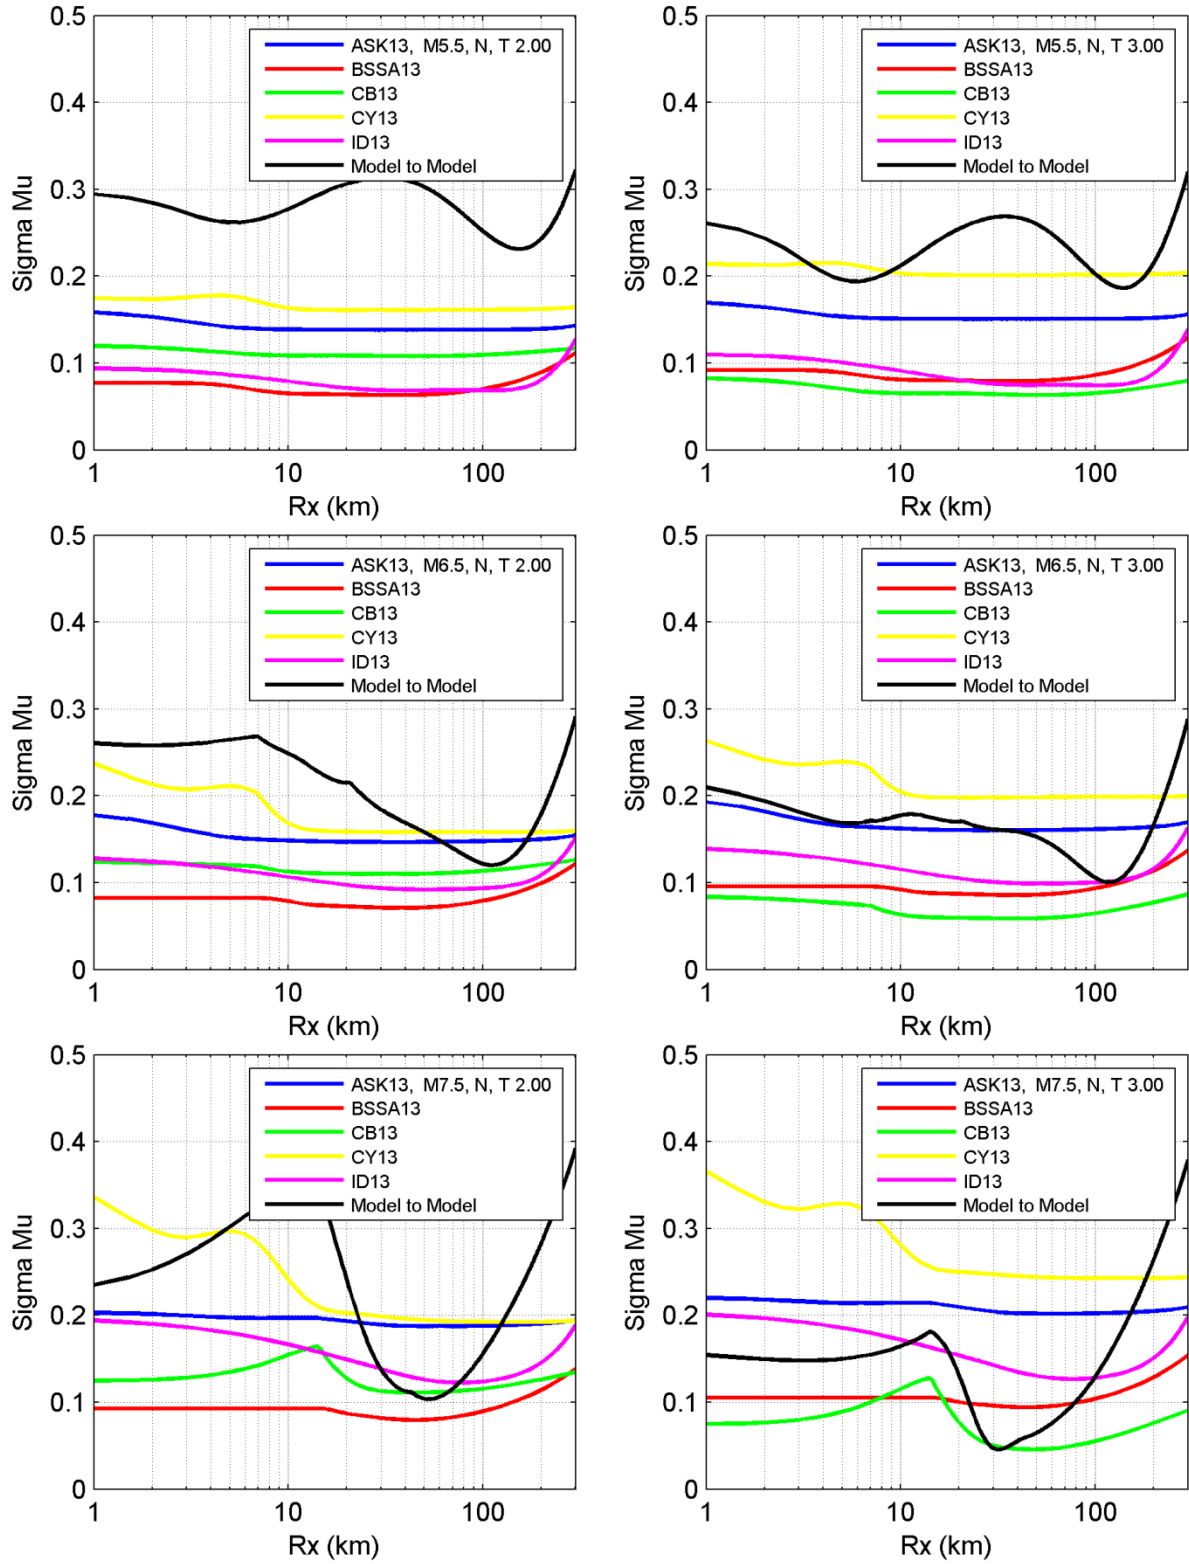 0.5
0.4
0.3
0.2
0.1
0
Sigma Mu
ASK13, M5.5, N, T 2.00
BSSA13
CB13
CY13
ID13
Model to Model
1
10
100
Rx (km)
0.5
0.4
0.3
0.2
0.1
0
Sigma Mu
ASK13, M5.5, N, T 3.00
BSSA13
CB13
CY13
ID13
Model to Model
1
10
100
Rx (km)
0.5
0.4
0.3
0.2
0.1
0
Sigma Mu
ASK13, M6.5, N, T 2.00
BSSA13
CB13
CY13
ID13
Model to Model
1
10
100
Rx (km)
0.5
0.4
0.3
0.2
0.1
0
Sigma Mu
ASK13, M6.5, N, T 3.00
BSSA13
CB13
CY13
ID13
Model to Model
1
10
100
Rx (km)
0.5
0.4
0.3
0.2
0.1
0
Sigma Mu
ASK13, M7.5, N, T 2.00
BSSA13
CB13
CY13
ID13
Model to Model
1
10
100
Rx (km)
0.5
0.4
0.3
0.2
0.1
0
Sigma Mu
ASK13, M7.5, N, T 3.00
BSSA13
CB13
CY13
ID13
Model to Model
1
10
100
Rx (km)